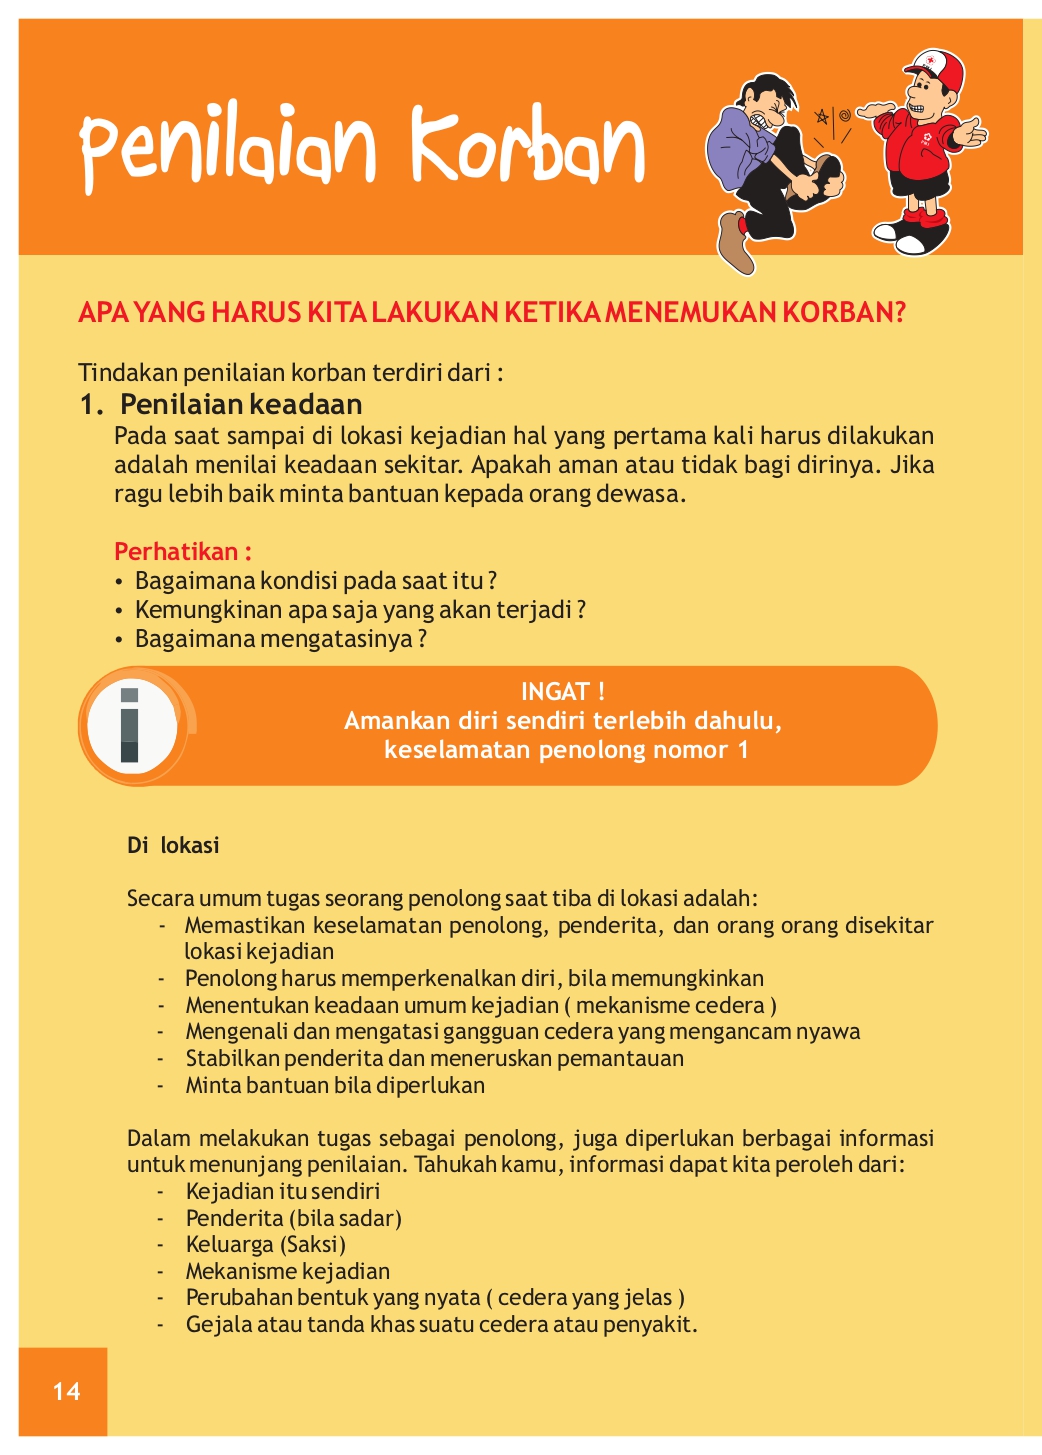 Penilaian Korban
APA YANG HARUS KITA LAKUKAN KETIKA MENEMUKAN KORBAN?
Tindakan penilaian korban terdiri dari :
1. Penilaian keadaan
Pada saat sampai di lokasi kejadian hal yang pertama kali harus dilakukan
adalah menilai keadaan sekitar. Apakah aman atau tidak bagi dirinya. Jika
ragu lebih baik minta bantuan kepada orang dewasa.
Perhatikan :
• Bagaimana kondisi pada saat itu ?
• Kemungkinan apa saja yang akan terjadi ?
• Bagaimana mengatasinya ?
INGAT !
Amankan diri sendiri terlebih dahulu,
keselamatan penolong nomor 1
Di lokasi
Secara umum tugas seorang penolong saat tiba di lokasi adalah:
- Memastikan keselamatan penolong, penderita, dan orang orang disekitar
lokasi kejadian
- Penolong harus memperkenalkan diri, bila memungkinkan
- Menentukan keadaan umum kejadian ( mekanisme cedera )
- Mengenali dan mengatasi gangguan cedera yang mengancam nyawa
- Stabilkan penderita dan meneruskan pemantauan
- Minta bantuan bila diperlukan
Dalam melakukan tugas sebagai penolong, juga diperlukan berbagai informasi
untuk menunjang penilaian. Tahukah kamu, informasi dapat kita peroleh dari:
- Kejadian itu sendiri
- Penderita (bila sadar)
- Keluarga (Saksi)
- Mekanisme kejadian
- Perubahan bentuk yang nyata ( cedera yang jelas )
- Gejala atau tanda khas suatu cedera atau penyakit.
14